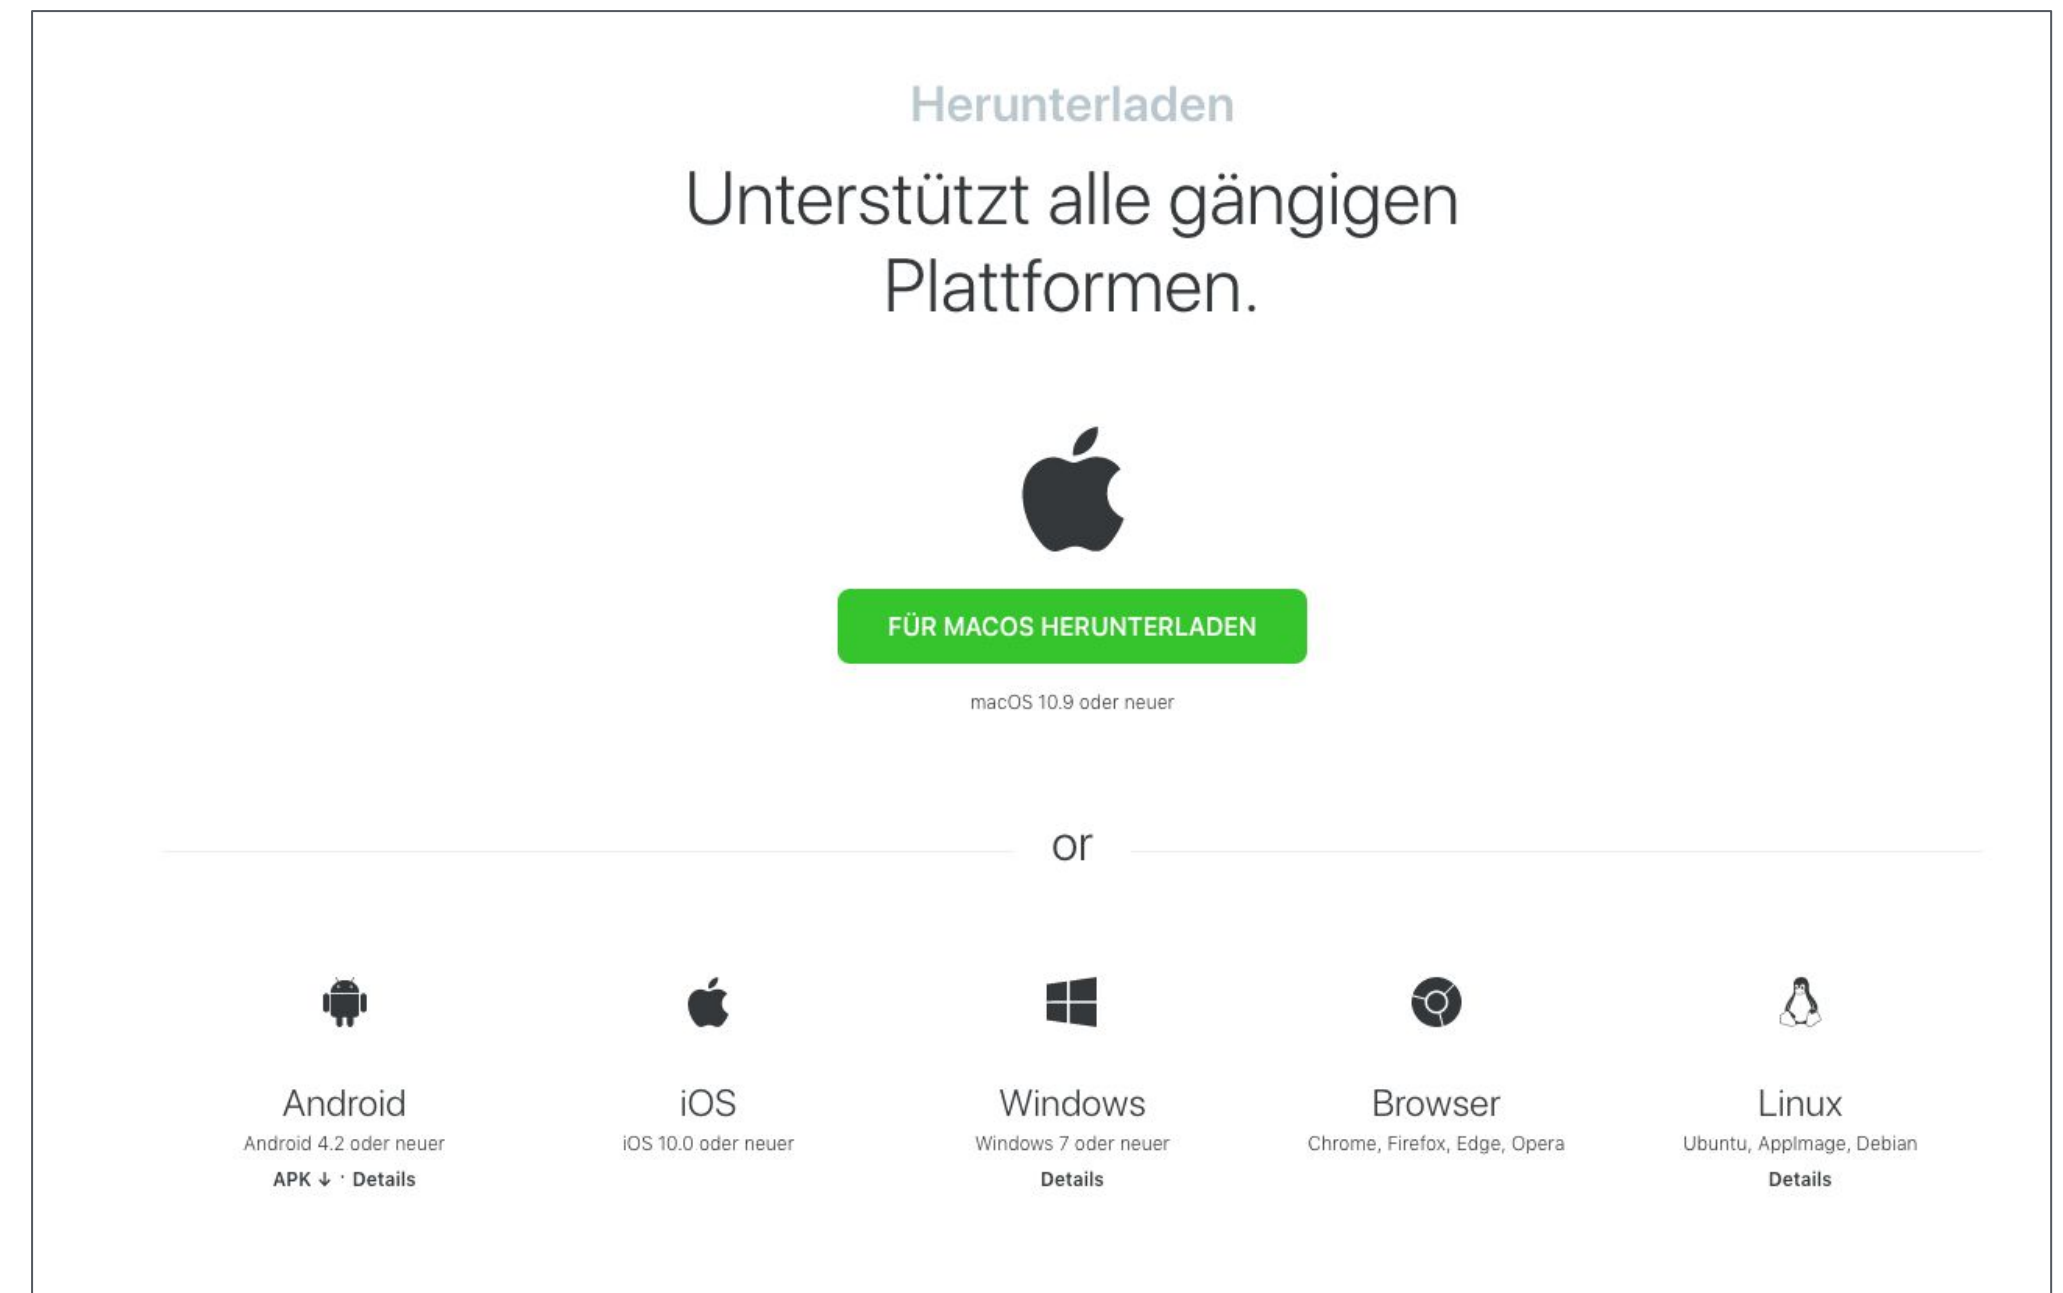 Herunterladen
Unterstützt alle gängigen
Plattformen.
FÜR MACOS HERUNTERLADEN
macOS 10.9 oder neuer
or
Android
Android 4.2 oder neuer
APK ↓ · Details
iOS
iOS 10.0 oder neuer
Windows
Windows 7 oder neuer
Details
Browser
Chrome, Firefox, Edge, Opera
Linux
Ubuntu, AppImage, Debian
Details